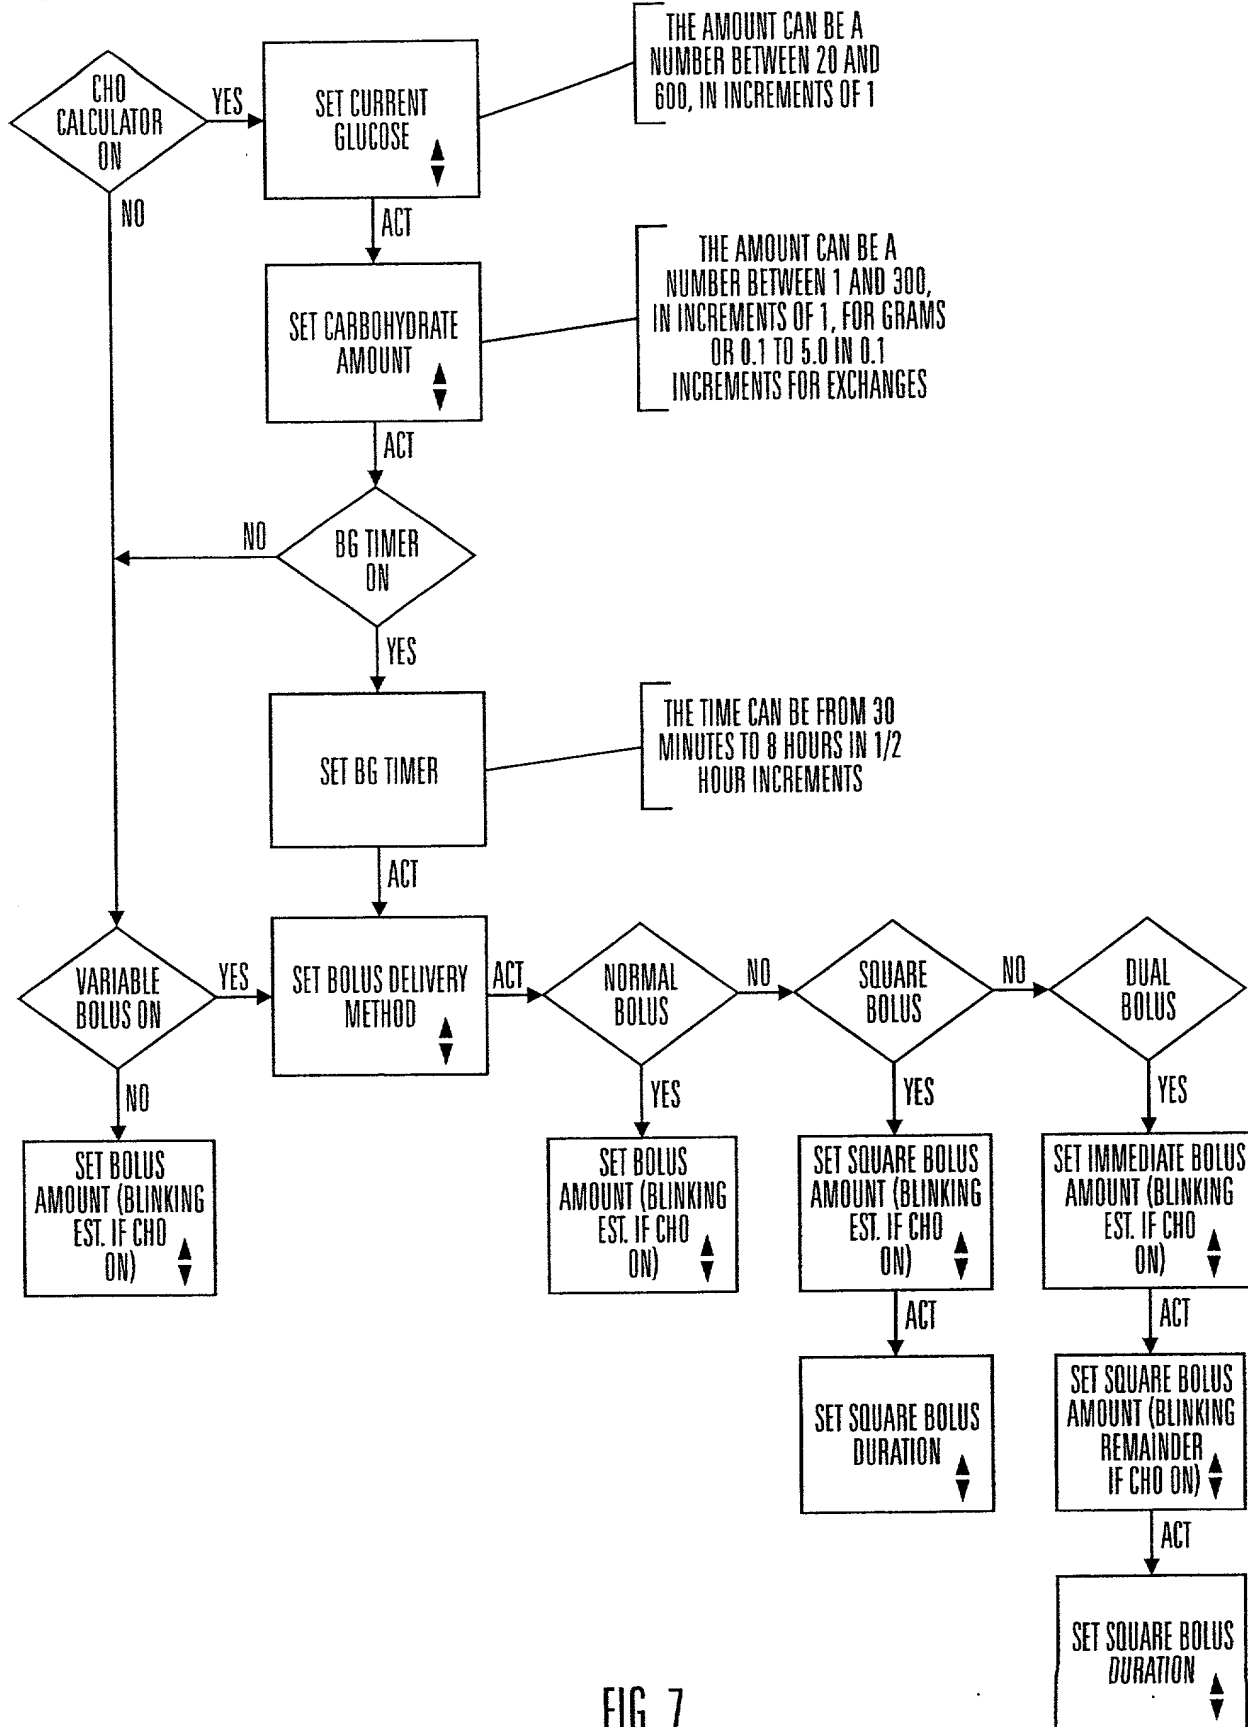 CHO
CALCULATOR
ON
YES
NO
SET CURRENT
GLUCOSE
THE AMOUNT CAN BE A
NUMBER BETWEEN 20 AND
600, IN INCREMENTS OF 1
ACT
SET CARBOHYDRATE
AMOUNT
THE AMOUNT CAN BE A
NUMBER BETWEEN 1 AND 300,
IN INCREMENTS OF 1, FOR GRAMS
OR 0.1 TO 5.0 IN 0.1
INCREMENTS FOR EXCHANGES
ACT
BG TIMER
ON
NO
YES
SET BG TIMER
THE TIME CAN BE FROM 30
MINUTES TO 8 HOURS IN 1/2
HOUR INCREMENTS
ACT
VARIABLE
BOLUS ON
YES
SET BOLUS DELIVERY
METHOD
ACT
NORMAL
BOLUS
NO
SQUARE
BOLUS
NO
DUAL
BOLUS
NO
YES
YES
YES
SET BOLUS
AMOUNT (BLINKING
EST. IF CHO
ON)
SET BOLUS
AMOUNT (BLINKING
EST. IF CHO
ON)
SET SQUARE BOLUS
AMOUNT (BLINKING
EST. IF CHO
ON)
SET IMMEDIATE BOLUS
AMOUNT (BLINKING
EST. IF CHO
ON)
ACT
ACT
SET SQUARE BOLUS
DURATION
SET SQUARE BOLUS
AMOUNT (BLINKING
REMAINDER
IF CHO ON)
ACT
SET SQUARE BOLUS
DURATION
FIG. 7